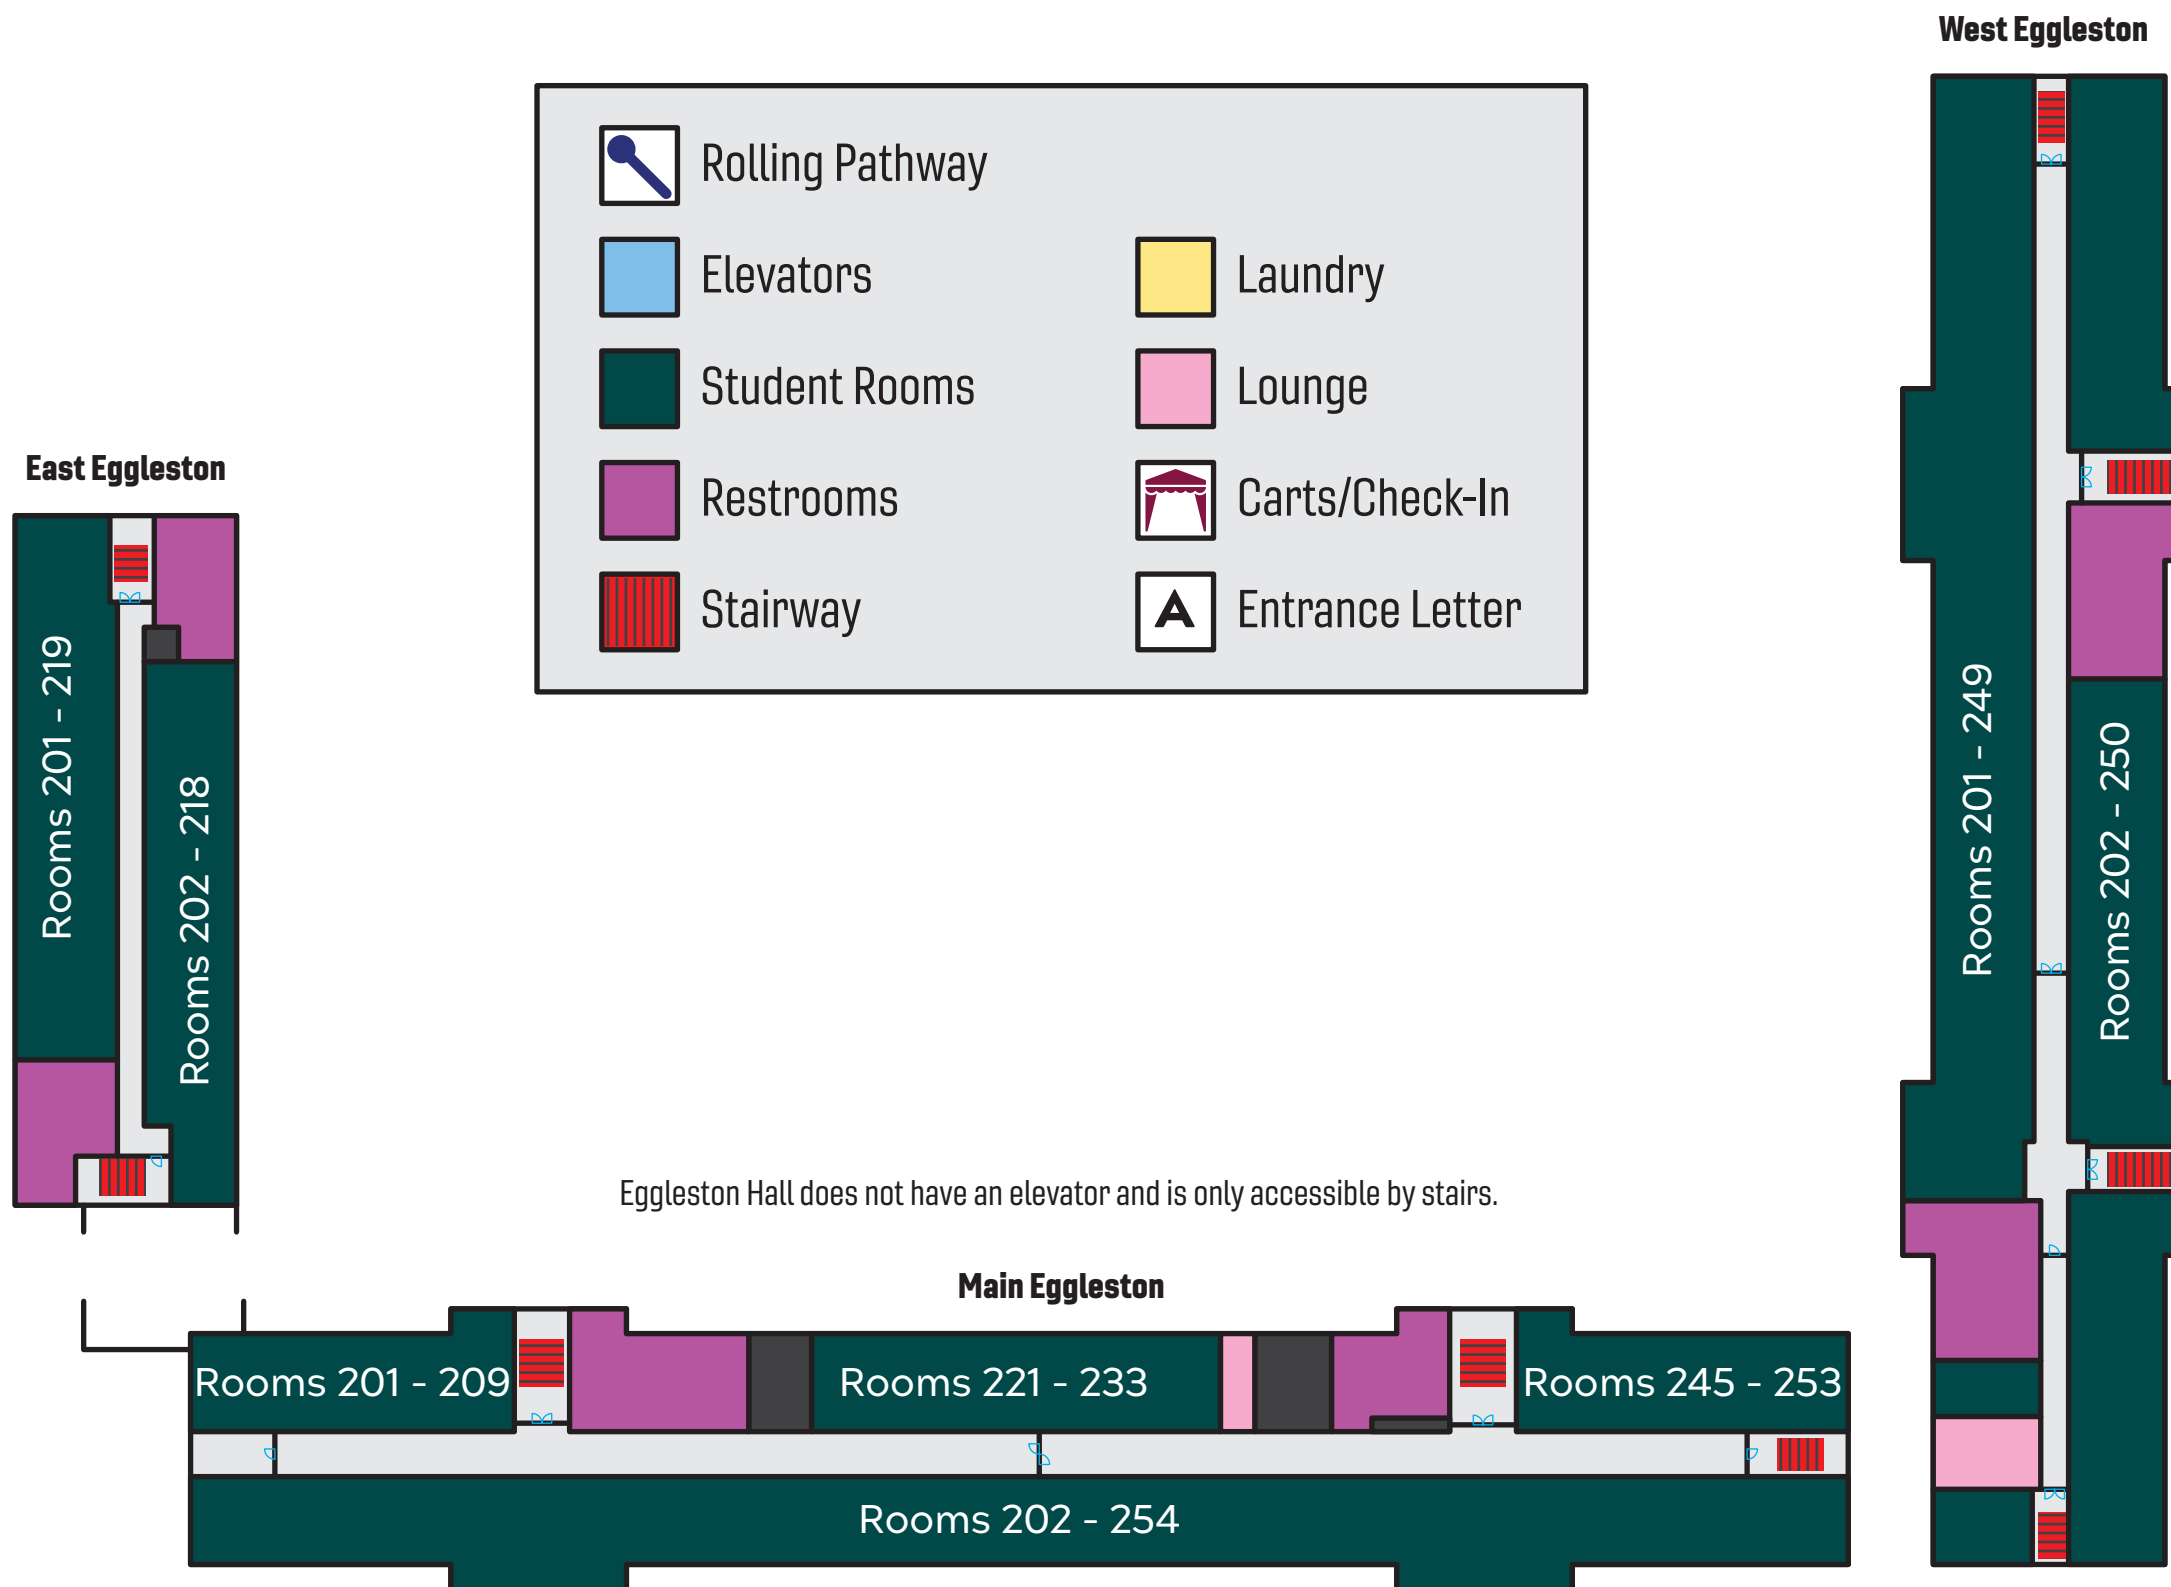 West Eggleston
Rolling Pathway
Elevators
Laundry
Student Rooms
Lounge
Restrooms
Carts/Check-In
Stairway
A
Entrance Letter
East Eggleston
Rooms 201 - 219
Rooms 202 - 218
Rooms 201 - 249
Rooms 202 - 250
Eggleston Hall does not have an elevator and is only accessible by stairs.
Main Eggleston
Rooms 201 - 209
Rooms 221 - 233
Rooms 245 - 253
Rooms 202 - 254